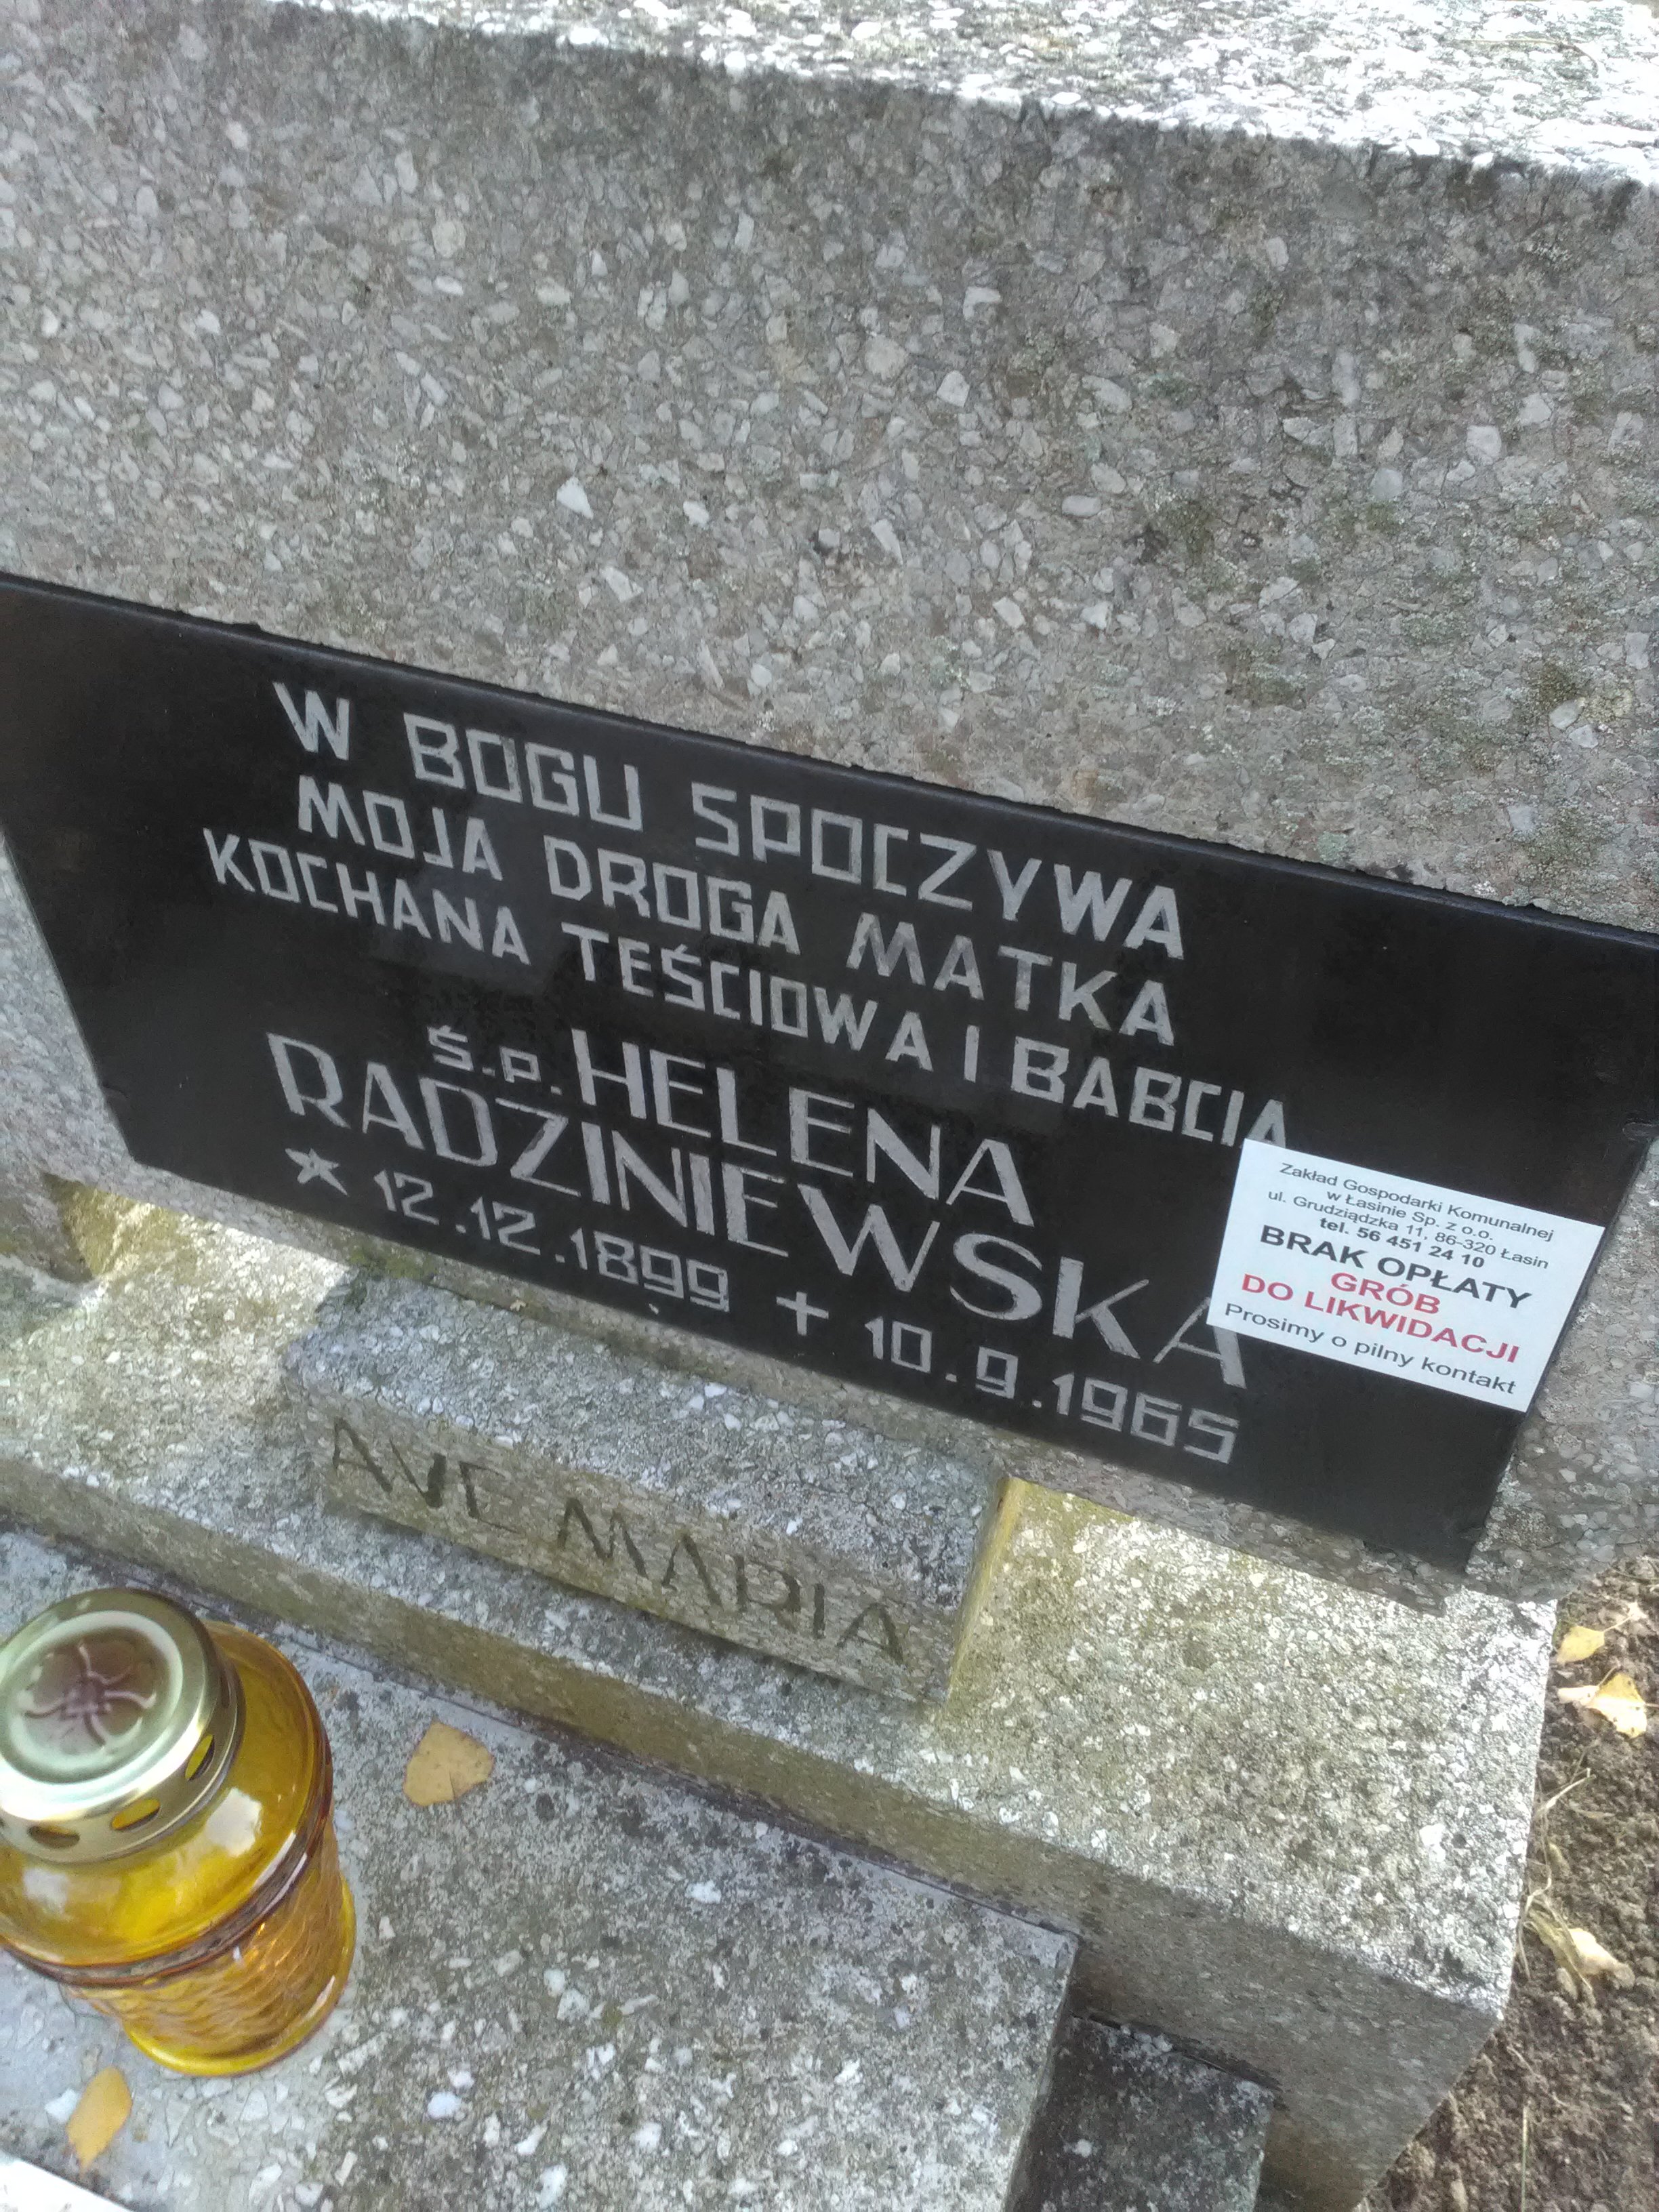 W BOGU SPOCZYWA
MOJA DROGA MATKA
KOCHANA TEŚCIOWA I BABCIA
Ś.P. HELENA
RADZINIEWSKA
★ 12.12.1899 + 10.9.1965
Zakład Gospodarki Komunalnej
w Łasinie Sp. z o.o.
ul. Grudziądzka 11, 86-320 Łasin
tel. 56 451 24 10
BRAK OPŁATY
GRÓB
DO LIKWIDACJI
Prosimy o pilny kontakt
AVE MARIA